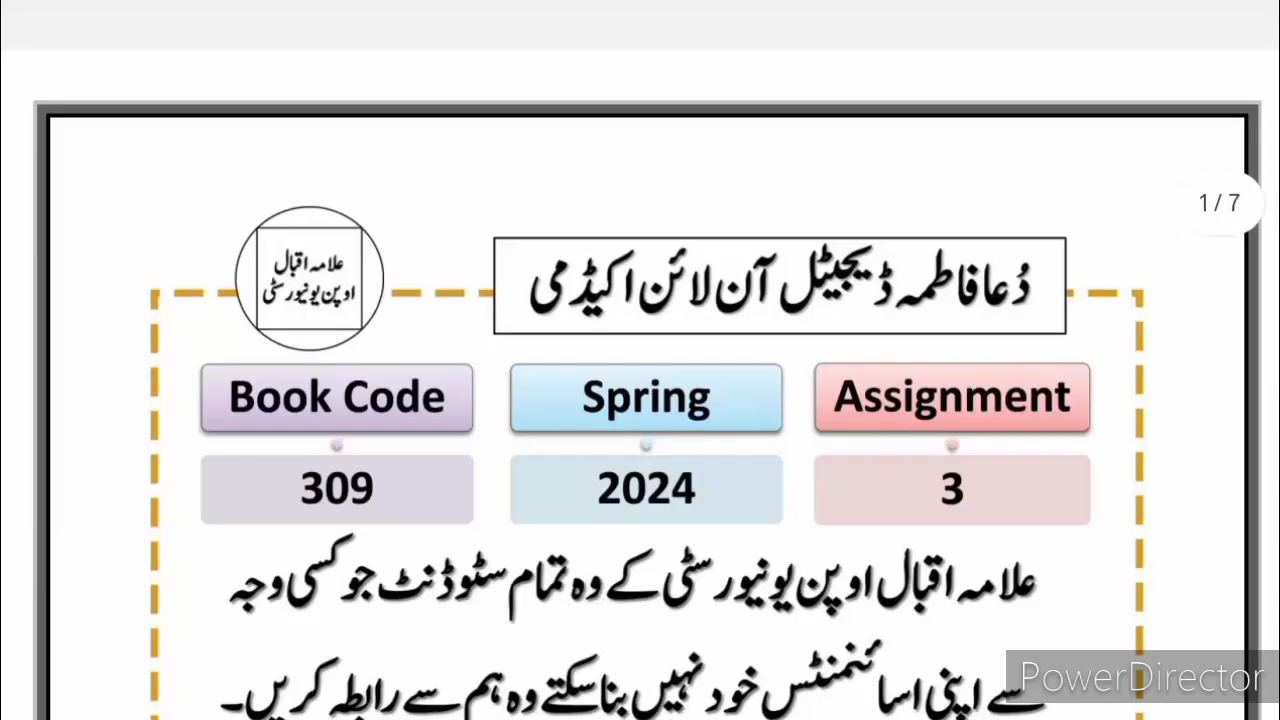 1 / 7
علامہ اقبال
اوپن یونیورسٹی
دُعا فاطمہ ڈیجیٹل آن لائن اکیڈمی
Book Code
Spring
Assignment
309
2024
3
علامہ اقبال اوپن یونیورسٹی کے وہ تمام سٹوڈنٹ جو کسی وجہ
سے اپنی اسائنمنٹس خود نہیں بنا سکتے وہ ہم سے رابطہ کریں۔
PowerDirector